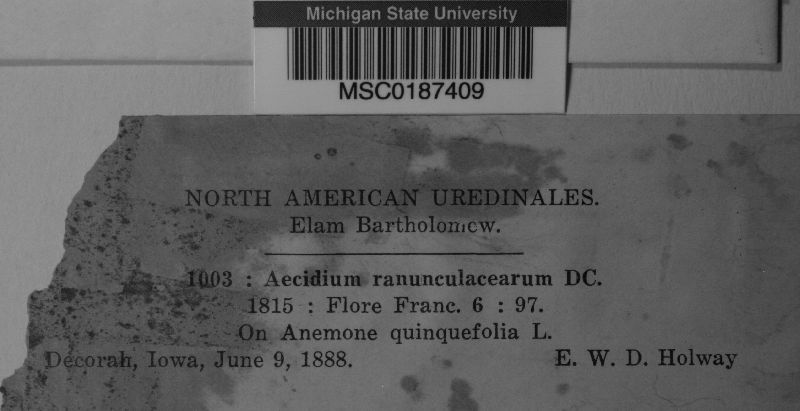 Michigan State University
MSC0187409
NORTH AMERICAN UREDINALES.
Elam Bartholomew.
1003 : Aecidium ranunculacearum DC.
1815 : Flore Franc. 6 : 97.
On Anemone quinquefolia L.
Decorah, Iowa, June 9, 1888. E. W. D. Holway